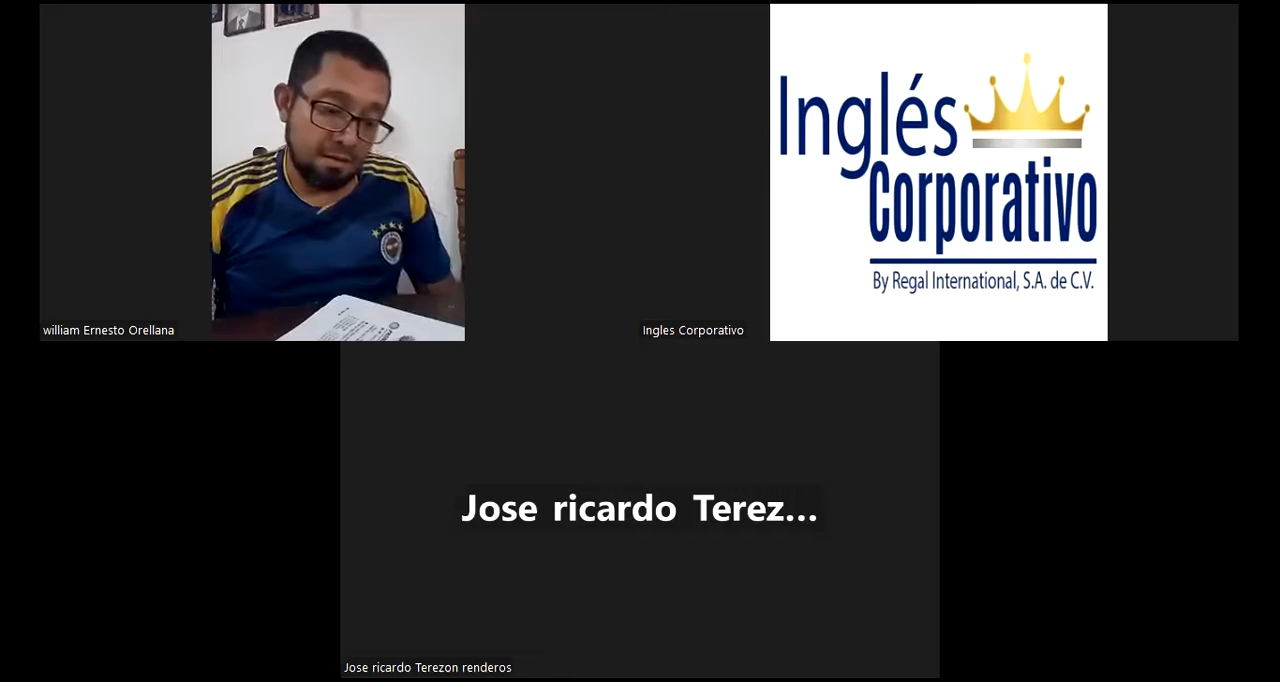 Inglés
Corporativo
By Regal International, S.A. de C.V.
william Ernesto Orellana
Ingles Corporativo
Jose ricardo Terez...
Jose ricardo Terezon renderos